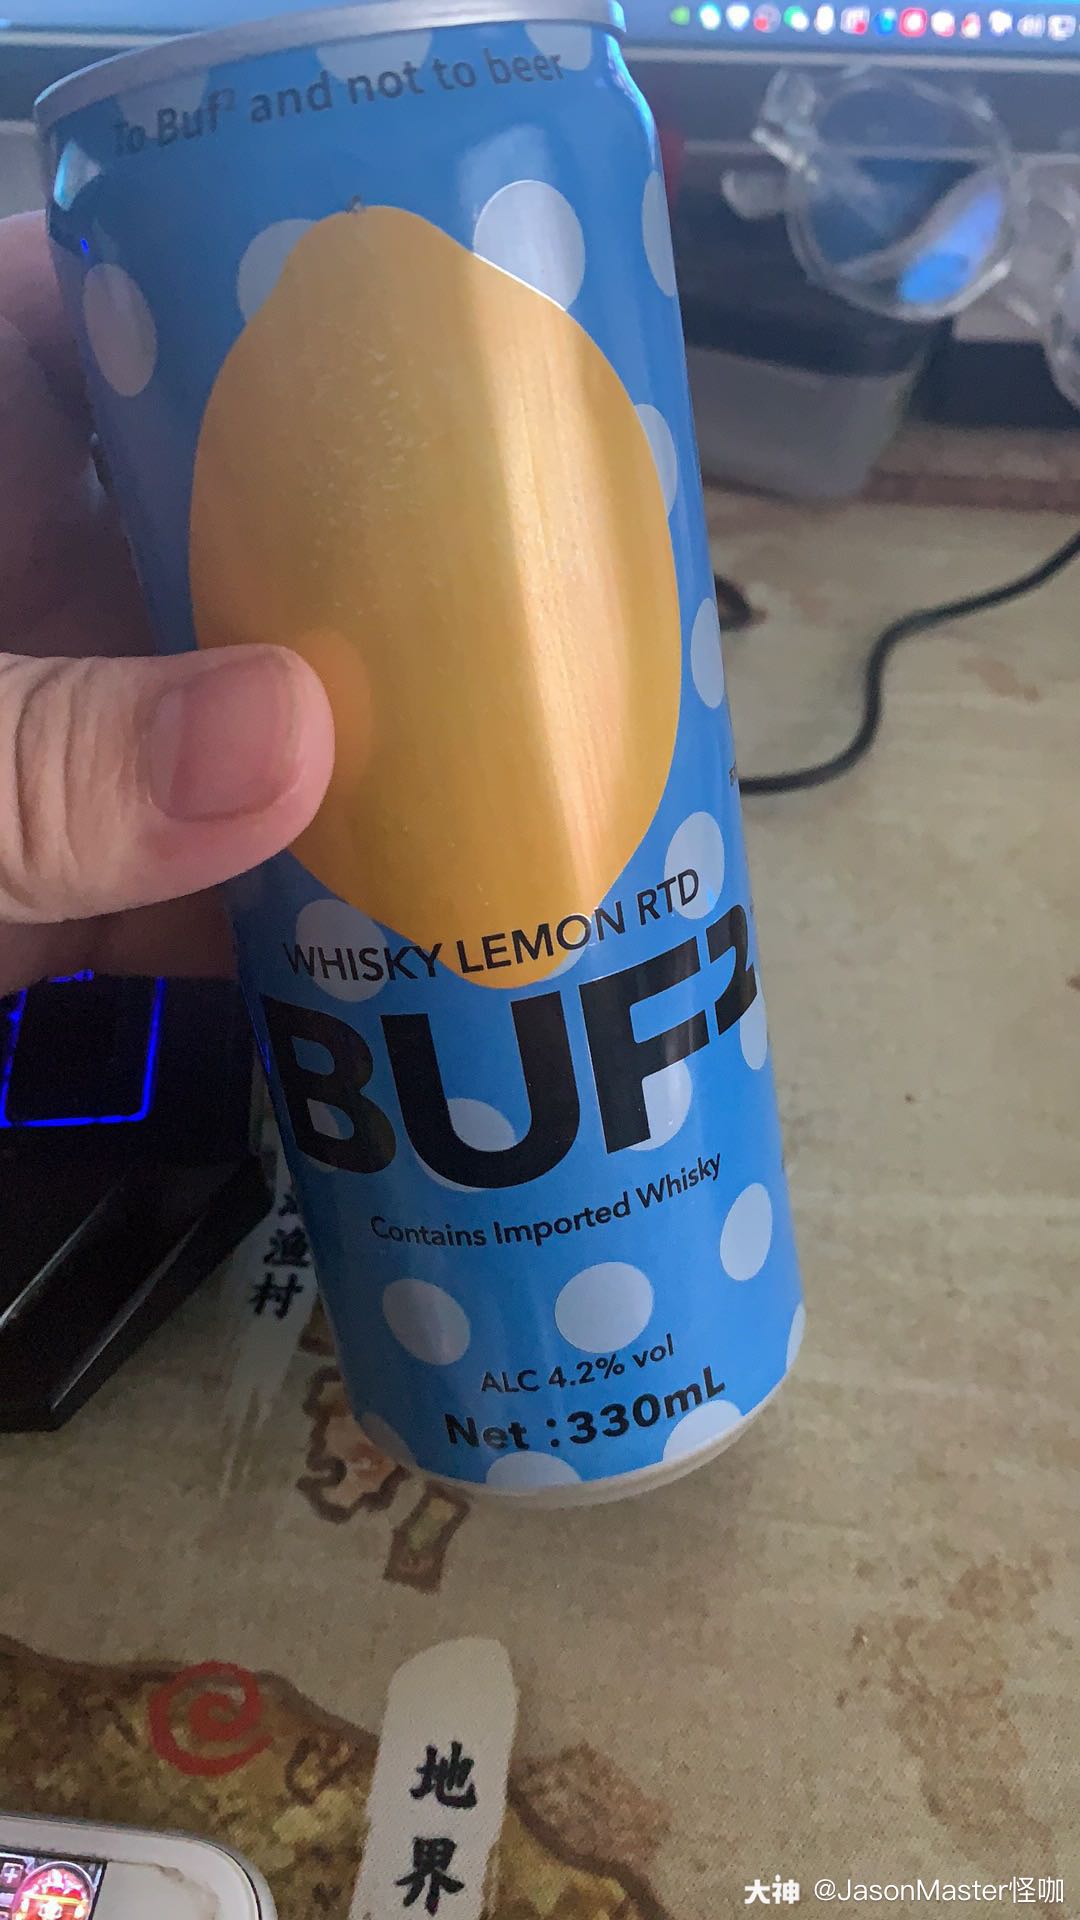 To Buf² and not to beer
WHISKY LEMON RTD
BUF2
Contains Imported Whisky
ALC 4.2% vol
Net :330mL
渔村
地界
大神 @JasonMaster怪咖